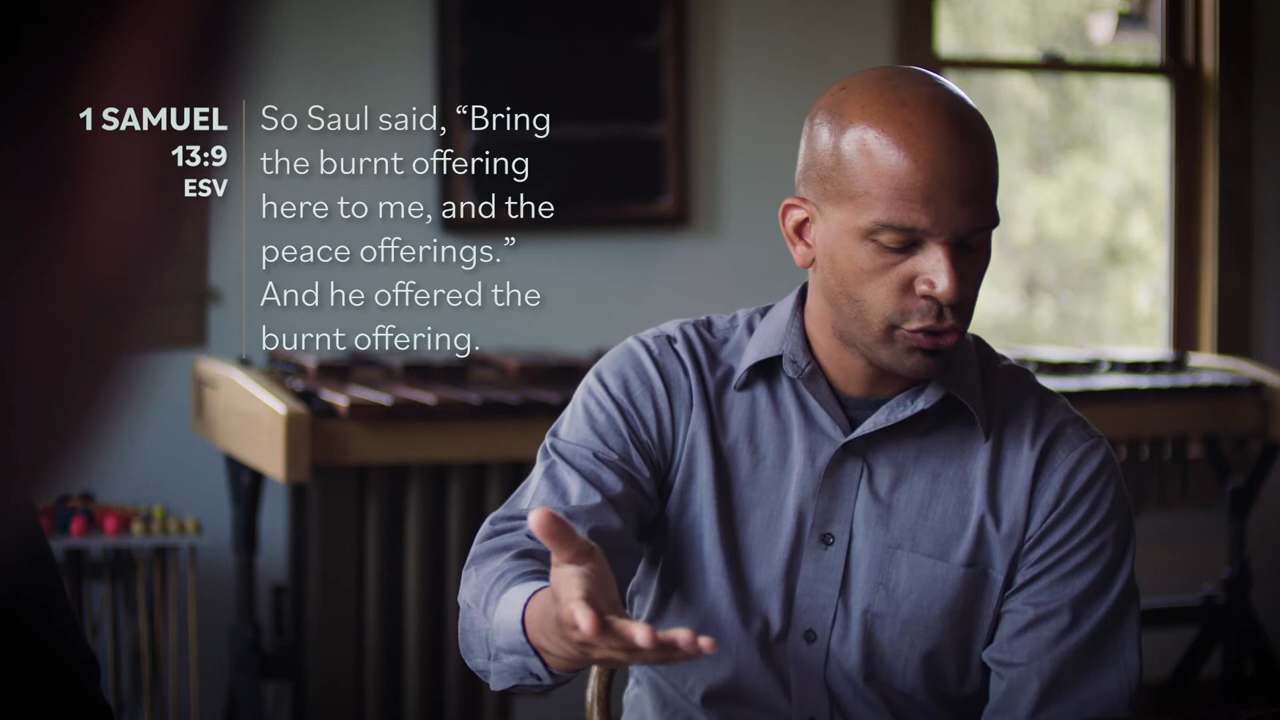 1 SAMUEL
13:9
ESV
So Saul said, “Bring
the burnt offering
here to me, and the
peace offerings.”
And he offered the
burnt offering.